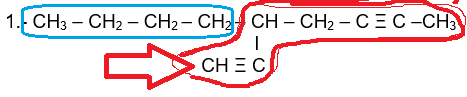 1. CH₃ – CH₂ – CH₂ – CH₂ – CH – CH₂ – C Ξ C – CH₃
|
CH Ξ C